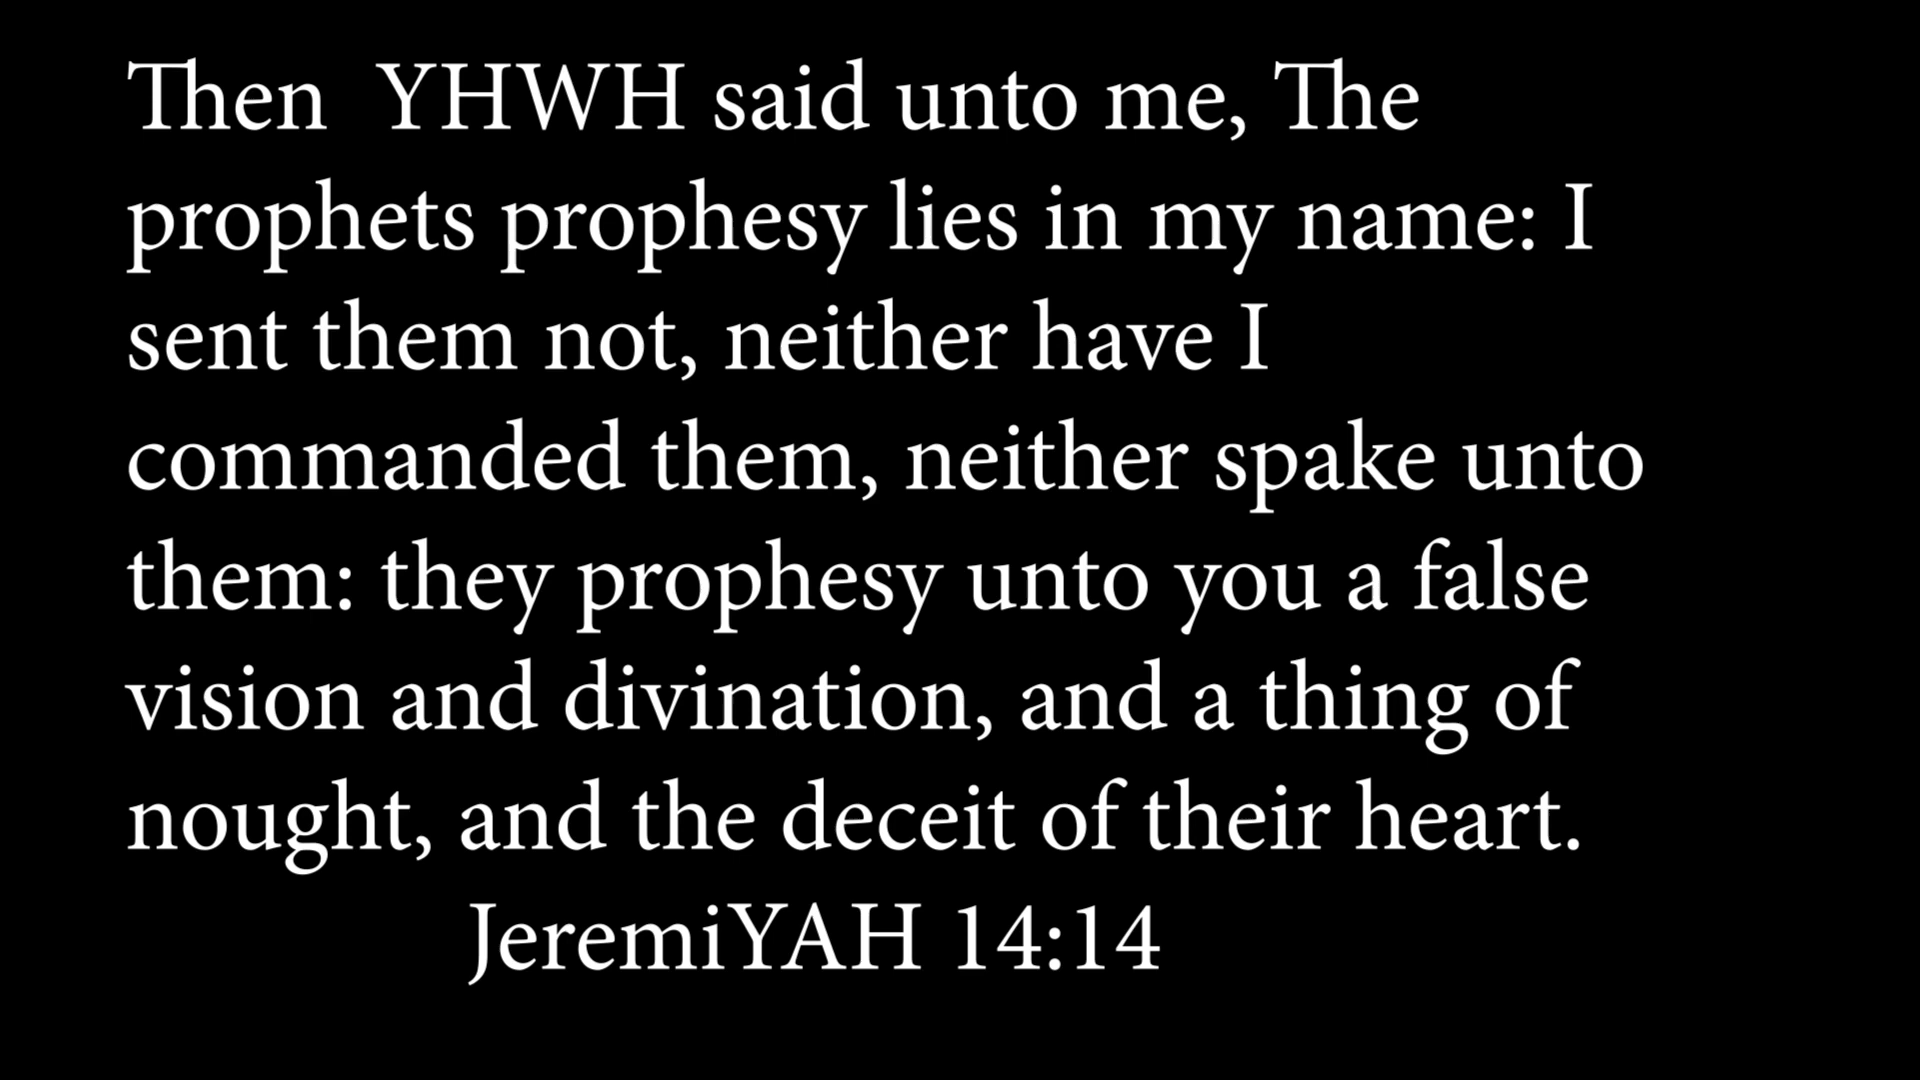 Then YHWH said unto me, The
prophets prophesy lies in my name: I
sent them not, neither have I
commanded them, neither spake unto
them: they prophesy unto you a false
vision and divination, and a thing of
nought, and the deceit of their heart.
JeremiYAH 14:14